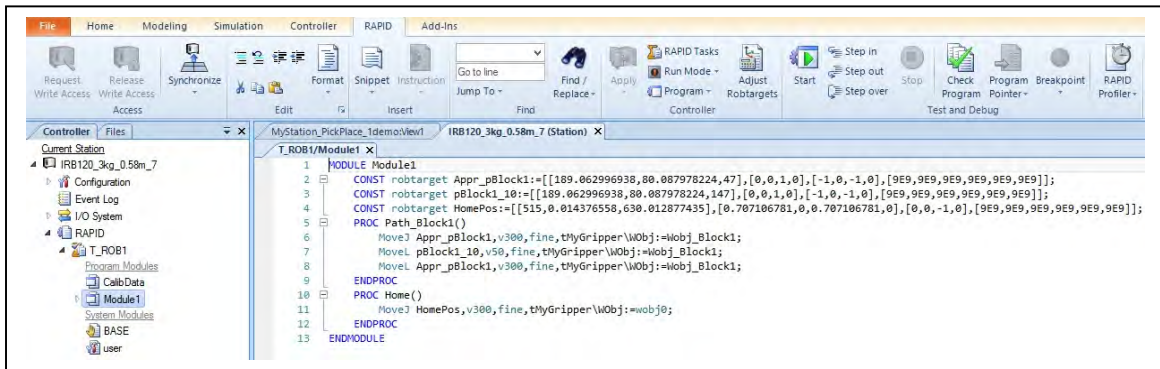 File Home Modeling Simulation Controller RAPID Add-Ins
Request Write Access
Release Write Access
Synchronize
Access
Edit
Format
Snippet
Instruction
Insert
Go to line
Jump To
Find / Replace
Find
Apply
RAPID Tasks
Run Mode
Program
Adjust Robtargets
Controller
Start
Step in
Step out
Step over
Stop
Check Program
Program Pointer
Breakpoint
Test and Debug
RAPID Profiler
Controller Files
Current Station
IRB120_3kg_0.58m_7
Configuration
Event Log
I/O System
RAPID
T_ROB1
Program Modules
CalibData
Module1
System Modules
BASE
user
MyStation_PickPlace_1demo:View1 IRB120_3kg_0.58m_7 (Station) X
T_ROB1/Module1 X
1 MODULE Module1
2 CONST robtarget Appr_pBlock1:=[[189.062996938,80.087978224,47],[0,0,1,0],[-1,0,-1,0],[9E9,9E9,9E9,9E9,9E9,9E9]];
3 CONST robtarget pBlock1_10:=[[189.062996938,80.087978224,147],[0,0,1,0],[-1,0,-1,0],[9E9,9E9,9E9,9E9,9E9,9E9]];
4 CONST robtarget HomePos:=[[515,0.014376558,630.012877435],[0.707106781,0,0.707106781,0],[0,0,-1,0],[9E9,9E9,9E9,9E9,9E9,9E9]];
5 PROC Path_Block1()
6 MoveJ Appr_pBlock1,v300,fine,tMyGripper\WObj:=Wobj_Block1;
7 MoveL pBlock1_10,v50,fine,tMyGripper\WObj:=Wobj_Block1;
8 MoveL Appr_pBlock1,v300,fine,tMyGripper\WObj:=Wobj_Block1;
9 ENDPROC
10 PROC Home()
11 MoveJ HomePos,v300,fine,tMyGripper\WObj:=wobj0;
12 ENDPROC
13 ENDMODULE